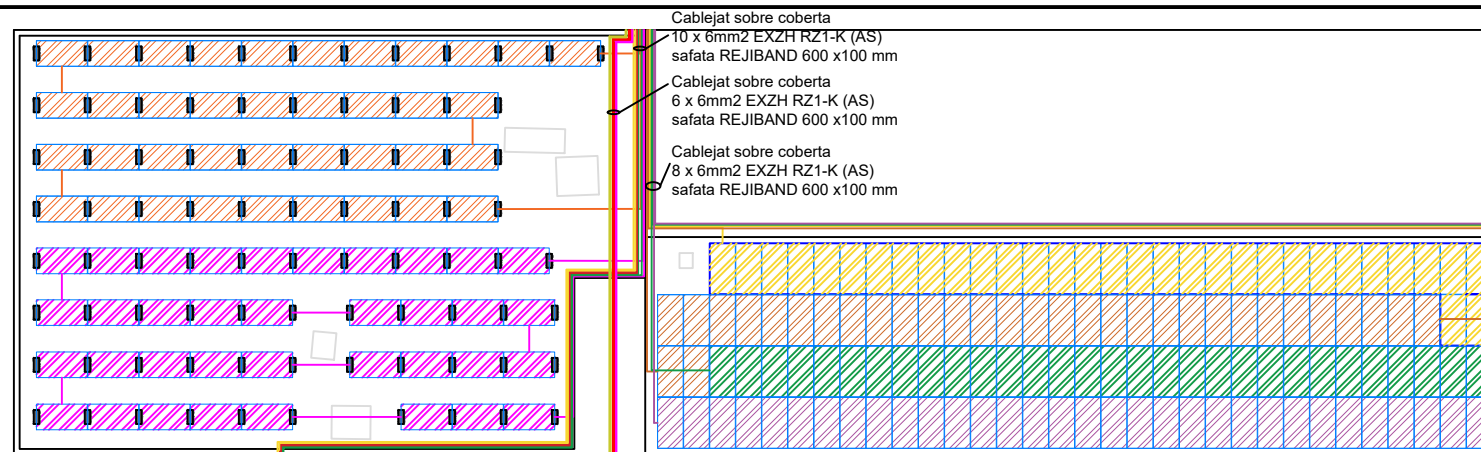 Cablejat sobre coberta
10 x 6mm2 EXZH RZ1-K (AS)
safata REJIBAND 600 x100 mm
Cablejat sobre coberta
6 x 6mm2 EXZH RZ1-K (AS)
safata REJIBAND 600 x100 mm
Cablejat sobre coberta
8 x 6mm2 EXZH RZ1-K (AS)
safata REJIBAND 600 x100 mm